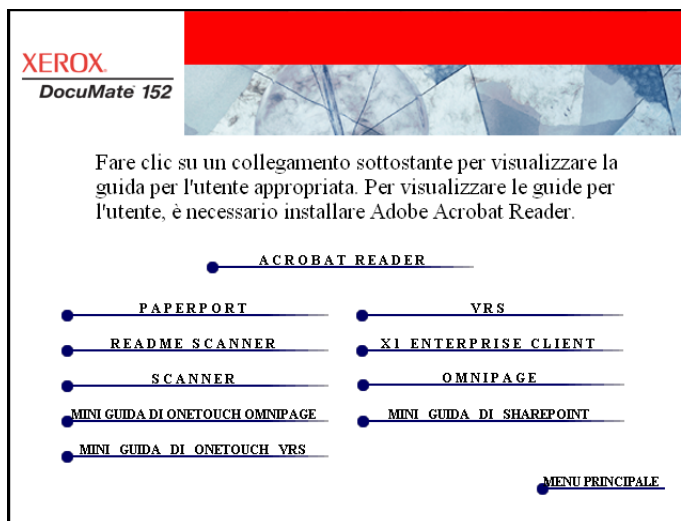 XEROX.
DocuMate 152
Fare clic su un collegamento sottostante per visualizzare la
guida per l'utente appropriata. Per visualizzare le guide per
l'utente, è necessario installare Adobe Acrobat Reader.
ACROBAT READER
PAPERPORT
VRS
README SCANNER
X1 ENTERPRISE CLIENT
SCANNER
OMNIPAGE
MINI GUIDA DI ONETOUCH OMNIPAGE
MINI GUIDA DI SHAREPOINT
MINI GUIDA DI ONETOUCH VRS
MENU PRINCIPALE